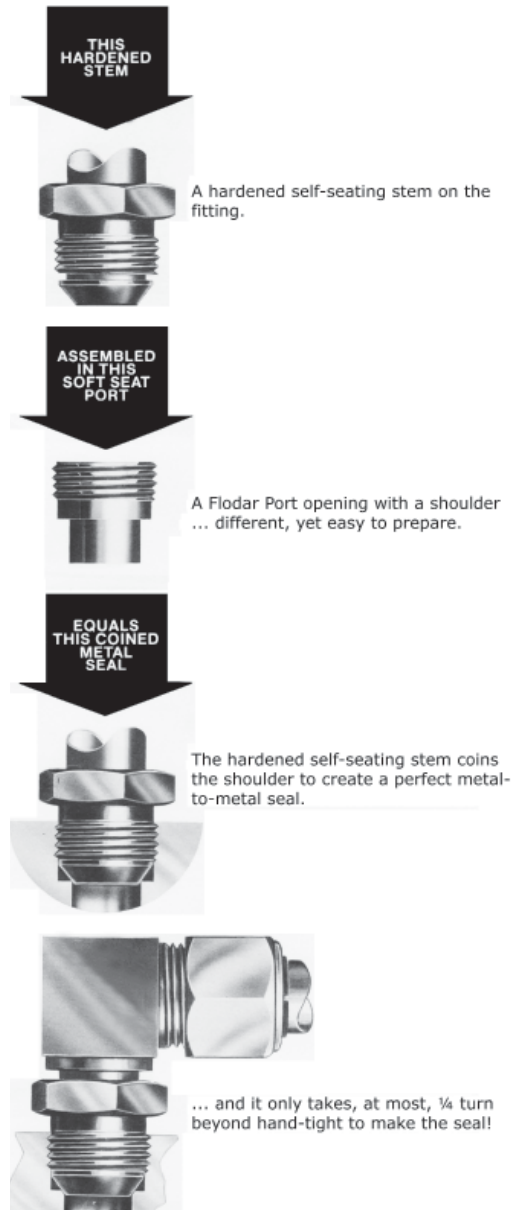 THIS
HARDENED
STEM
A hardened self-seating stem on the
fitting.
ASSEMBLED
IN THIS
SOFT SEAT
PORT
A Flodar Port opening with a shoulder
... different, yet easy to prepare.
EQUALS
THIS COINED
METAL
SEAL
The hardened self-seating stem coins
the shoulder to create a perfect metal-
to-metal seal.
... and it only takes, at most, ¼ turn
beyond hand-tight to make the seal!